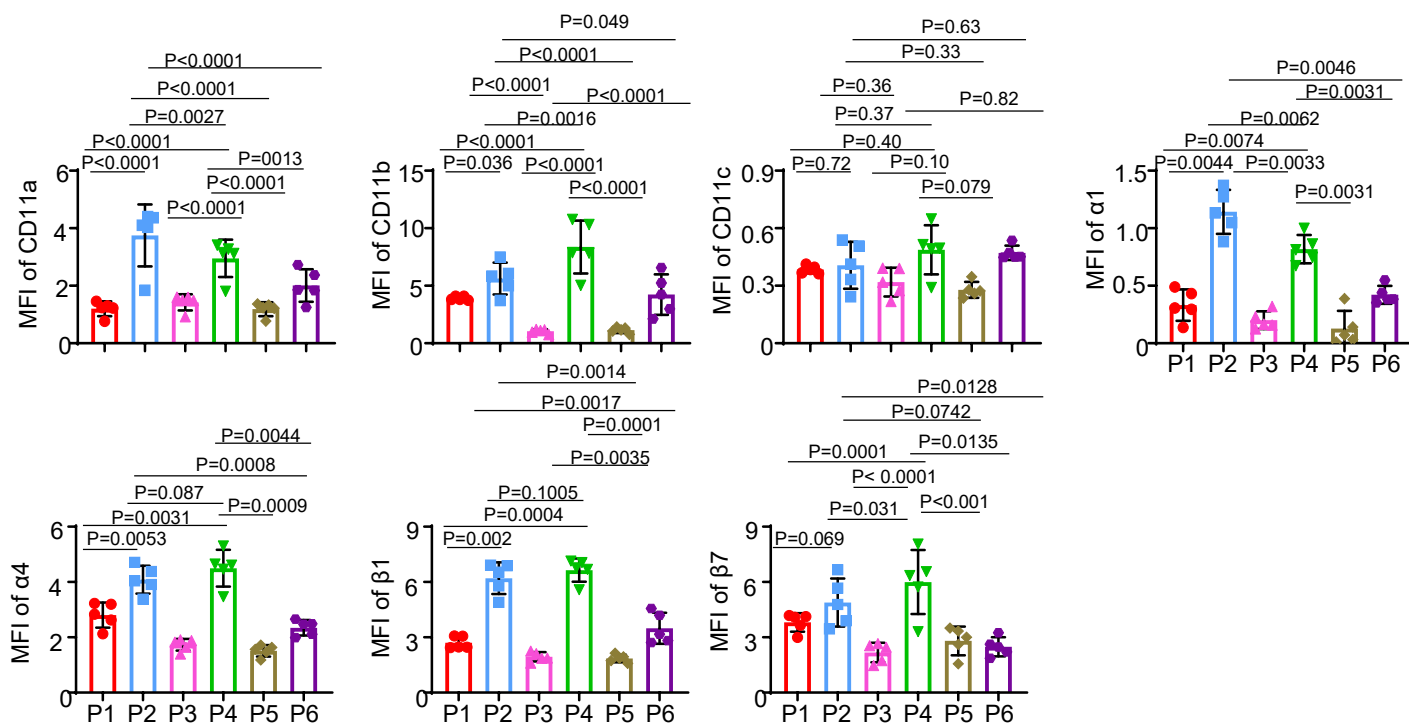 P<0.0001
P<0.0001
P=0.0027
P<0.0001
P<0.0001
P=0013
P<0.0001
P<0.0001
MFI of CD11a
6
4
2
0
P=0.049
P<0.0001
P<0.0001
P<0.0001
P=0.0016
P<0.0001
P=0.036
P<0.0001
P<0.0001
MFI of CD11b
15
10
5
0
P=0.63
P=0.33
P=0.36
P=0.82
P=0.37
P=0.40
P=0.72
P=0.10
P=0.079
MFI of CD11c
0.9
0.6
0.3
0
P=0.0046
P=0.0031
P=0.0062
P=0.0074
P=0.0044
P=0.0033
P=0.0031
MFI of α1
1.5
1.0
0.5
0
P1 P2 P3 P4 P5 P6
P=0.0044
P=0.0008
P=0.087
P=0.0009
P=0.0031
P=0.0053
MFI of α4
6
4
2
0
P1 P2 P3 P4 P5 P6
P=0.0014
P=0.0017
P=0.0001
P=0.0035
P=0.1005
P=0.0004
P=0.002
MFI of β1
9
6
3
0
P1 P2 P3 P4 P5 P6
P=0.0128
P=0.0742
P=0.0135
P=0.0001
P< 0.0001
P<0.001
P=0.031
P=0.069
MFI of β7
9
6
3
0
P1 P2 P3 P4 P5 P6